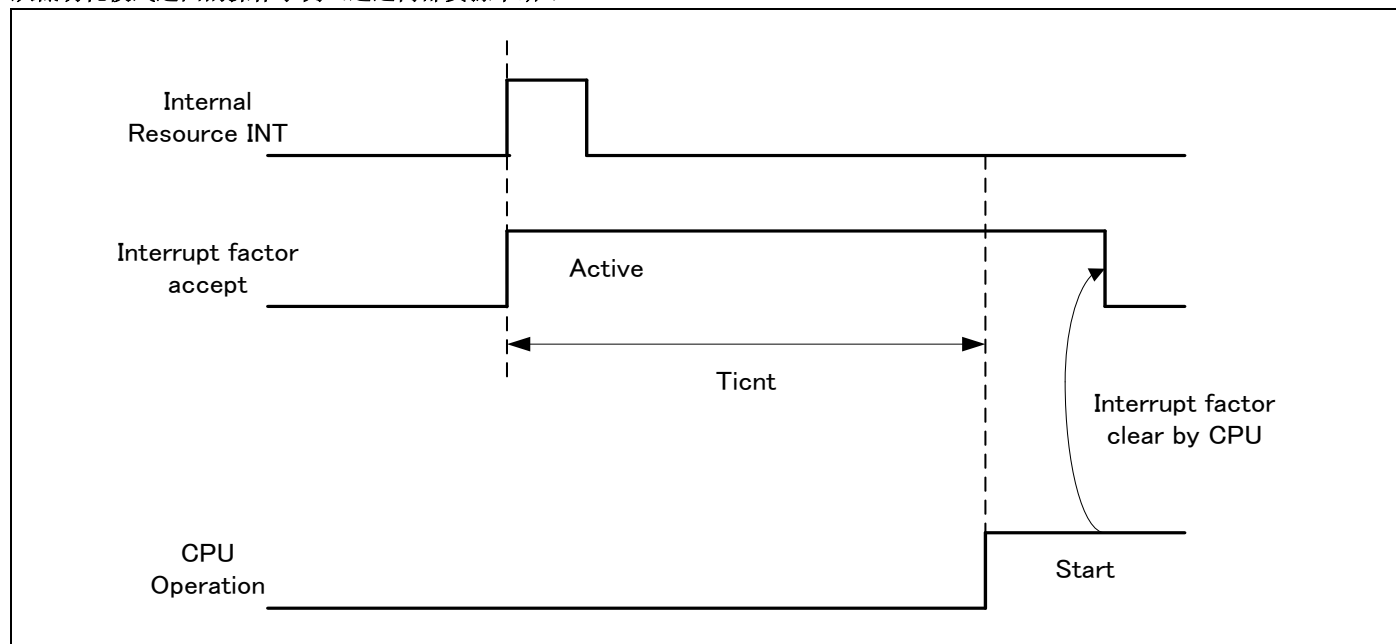 Internal
Resource INT
Interrupt factor
accept
Active
Ticnt
Interrupt factor
clear by CPU
CPU
Operation
Start